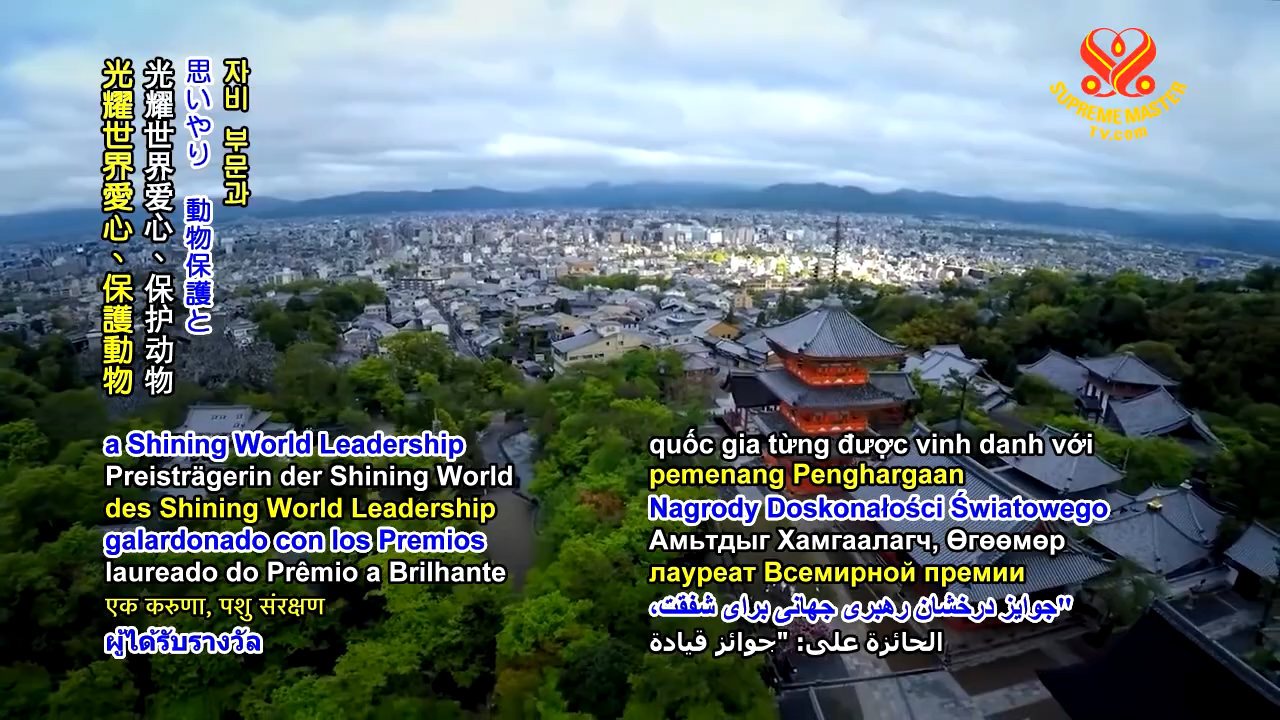 光耀世界愛心、保護動物
光耀世界爱心、保护动物
思いやり 動物保護と
자비 부문과
SUPREME MASTER
TV.com
a Shining World Leadership
Preisträgerin der Shining World
des Shining World Leadership
galardonado con los Premios
laureado do Prêmio a Brilhante
एक करुणा, पशु संरक्षण
ผู้ได้รับรางวัล
quốc gia từng được vinh danh với
pemenang Penghargaan
Nagrody Doskonałości Światowego
Амьтдыг Хамгаалагч, Өгөөмөр
лауреат Всемирной премии
"جوایز درخشان رهبری جهانی برای شفقت،
الحائزة على: "جوائز قيادة